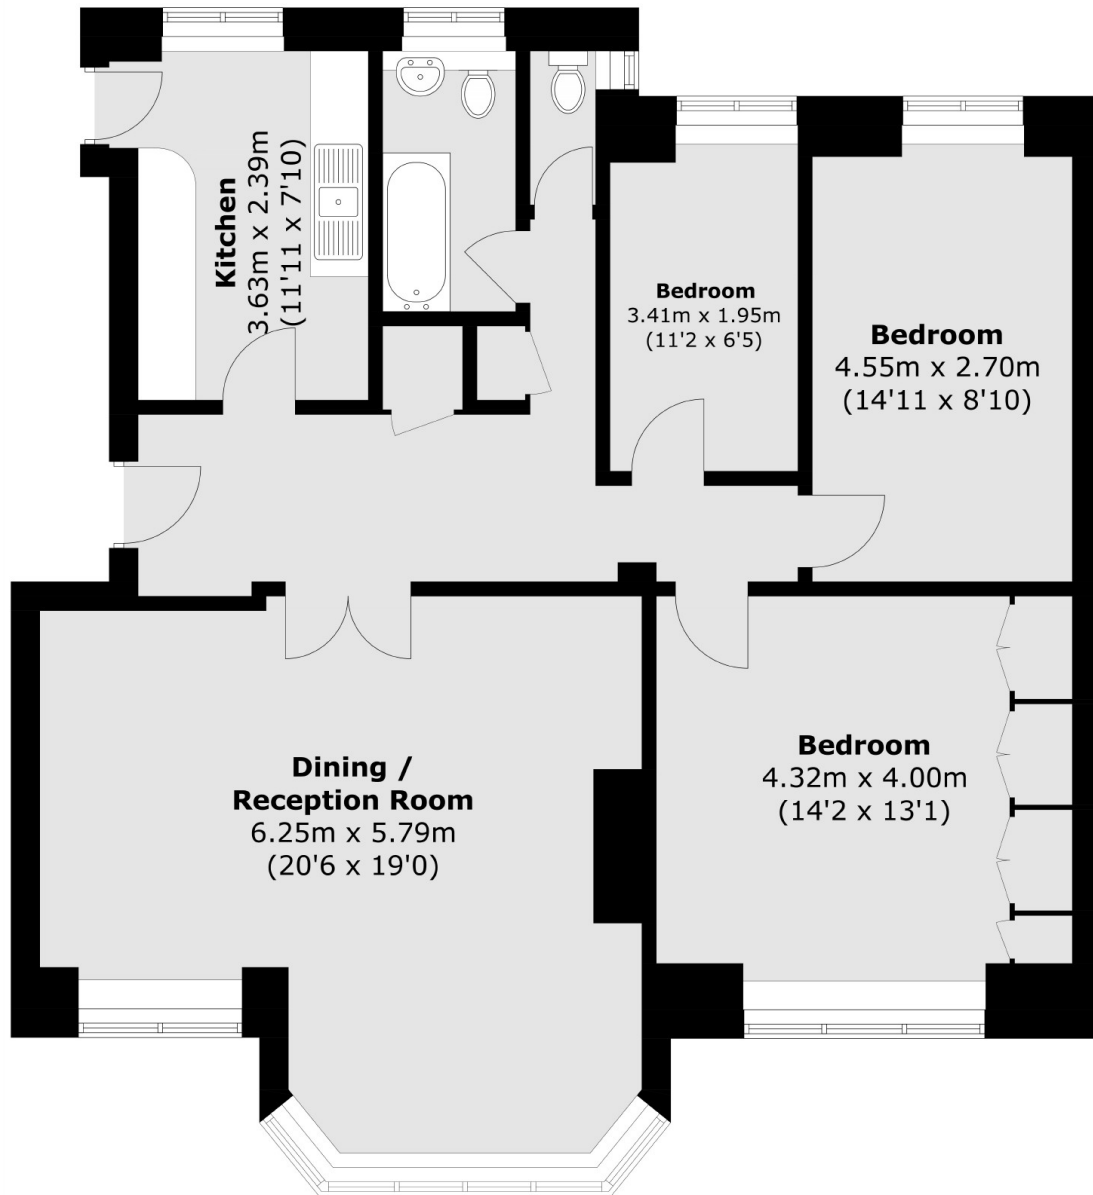 Kitchen
3.63m x 2.39m
(11'11 x 7'10)
Bedroom
3.41m x 1.95m
(11'2 x 6'5)
Bedroom
4.55m x 2.70m
(14'11 x 8'10)
Dining /
Reception Room
6.25m x 5.79m
(20'6 x 19'0)
Bedroom
4.32m x 4.00m
(14'2 x 13'1)